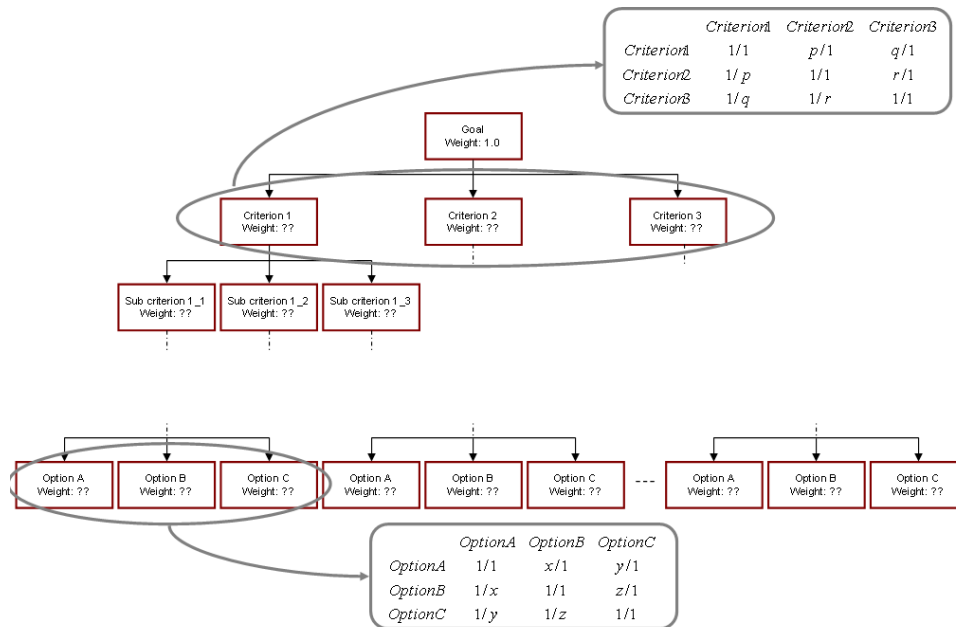 Criterion1 Criterion2 Criterion3
Criterion1 1/1 p/1 q/1
Criterion2 1/p 1/1 r/1
Criterion3 1/q 1/r 1/1
Goal
Weight: 1.0
Criterion 1
Weight: ??
Criterion 2
Weight: ??
Criterion 3
Weight: ??
Sub criterion 1_1
Weight: ??
Sub criterion 1_2
Weight: ??
Sub criterion 1_3
Weight: ??
Option A
Weight: ??
Option B
Weight: ??
Option C
Weight: ??
Option A
Weight: ??
Option B
Weight: ??
Option C
Weight: ??
Option A
Weight: ??
Option B
Weight: ??
Option C
Weight: ??
OptionA OptionB OptionC
OptionA 1/1 x/1 y/1
OptionB 1/x 1/1 z/1
OptionC 1/y 1/z 1/1